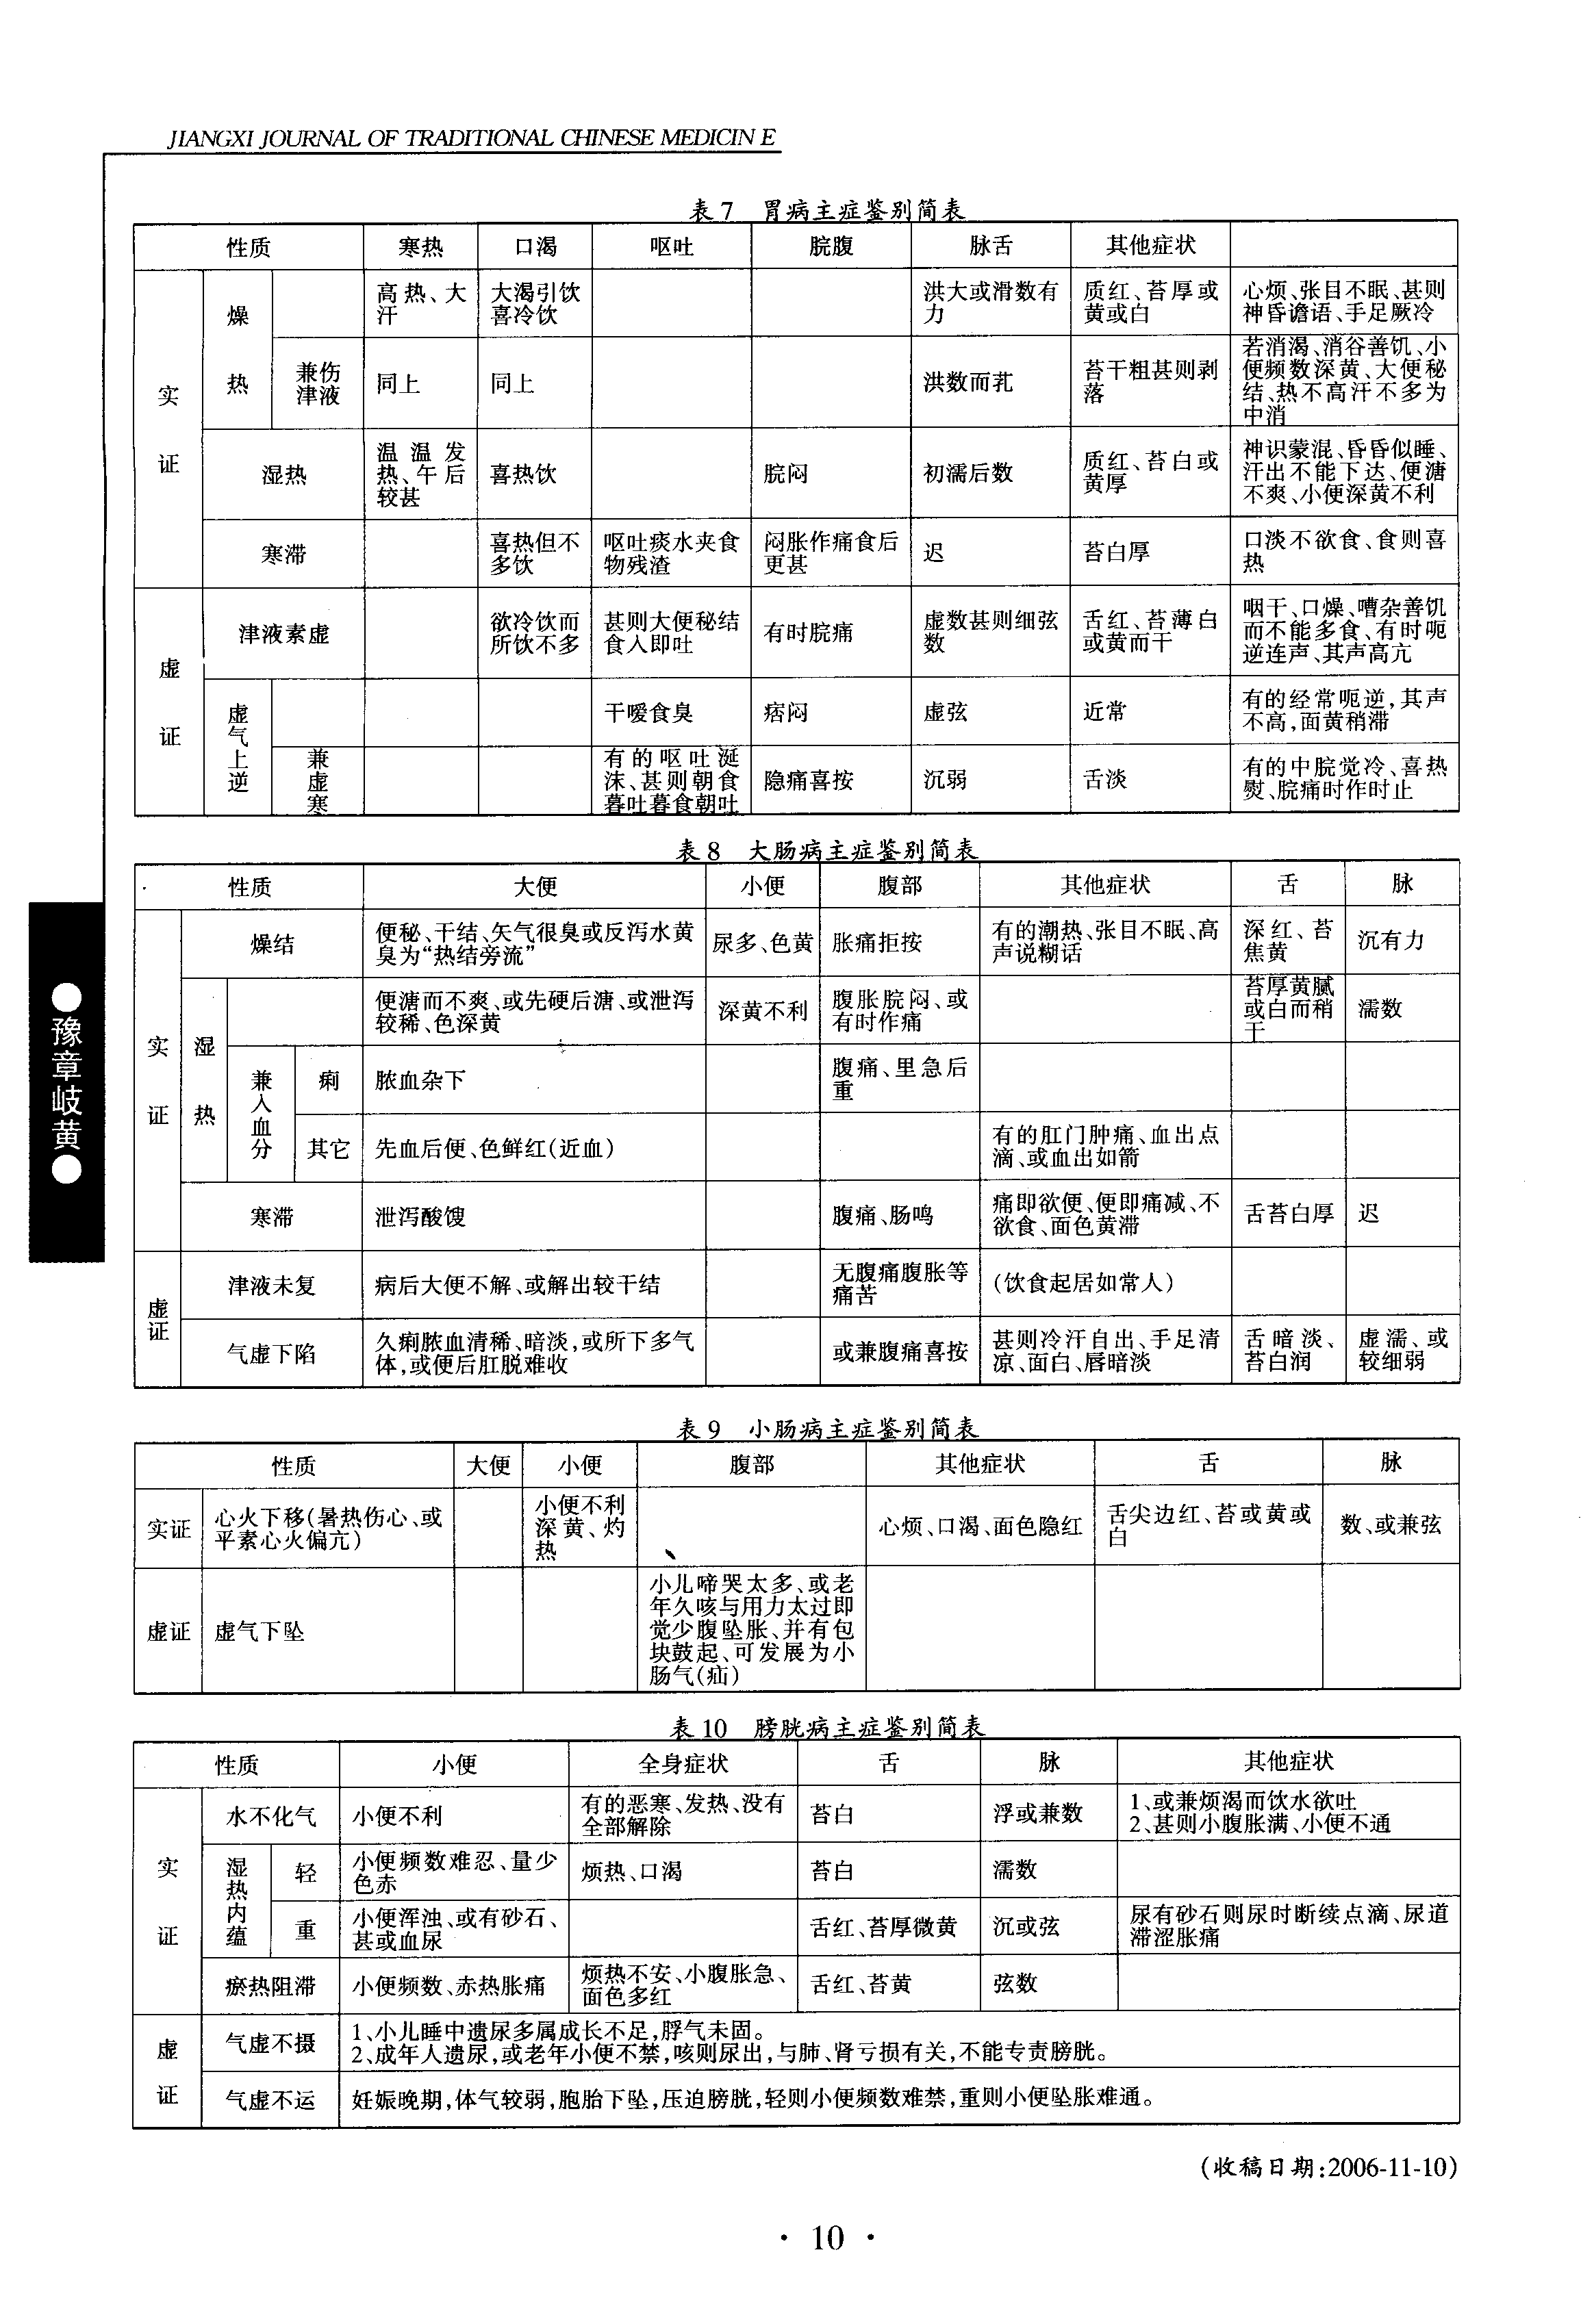 JIANGXI JOURNAL OF TRADITIONAL CHINESE MEDICIN E
表 7 胃病主症鉴别简表
性质 寒热 口渴 呕吐 脘腹 脉舌 其他症状
实证
燥热
高热、大
汗
大渴引饮
喜冷饮
洪大或滑数有
力
质红、苔厚或
黄或白
心烦、张目不眠、甚则
神昏谵语、手足厥冷
兼伤
津液
同上
同上
洪数而芤
苔干粗甚则剥
落
若消渴、消谷善饥、小
便频数深黄、大便秘
结、热不高汗不多为
中消
湿热
温温发
热、午后
较甚
喜热饮
脘闷
初濡后数
质红、苔白或
黄厚
神识蒙混、昏昏似睡、
汗出不能下达、便溏
不爽、小便深黄不利
寒滞
喜热但不
多饮
呕吐痰水夹食
物残渣
闷胀作痛食后
更甚
迟
苔白厚
口淡不欲食、食则喜
热
虚证
津液素虚
欲冷饮而
所饮不多
甚则大便秘结
食入即吐
有时脘痛
虚数甚则细弦
数
舌红、苔薄白
或黄而干
咽干、口燥、嘈杂善饥
而不能多食、有时呃
逆连声、其声高亢
虚气上逆
干嗳食臭
痞闷
虚弦
近常
有的经常呃逆,其声
不高,面黄稍滞
兼虚寒
有的呕吐涎
沫、甚则朝食
暮吐暮食朝吐
隐痛喜按
沉弱
舌淡
有的中脘觉冷、喜热
熨、脘痛时作时止
表 8 大肠病主症鉴别简表
性质 大便 小便 腹部 其他症状 舌 脉
实证
燥结
便秘、干结、矢气很臭或反泻水黄
臭为“热结旁流”
尿多、色黄
胀痛拒按
有的潮热、张目不眠、高
声说糊话
深红、苔
焦黄
沉有力
湿热
便溏而不爽、或先硬后溏、或泄泻
较稀、色深黄
深黄不利
腹胀脘闷、或
有时作痛
苔厚黄腻
或白而稍
干
濡数
兼入血分
痢
脓血杂下
腹痛、里急后
重
其它
先血后便、色鲜红(近血)
有的肛门肿痛、血出点
滴、或血出如箭
寒滞
泄泻酸馊
腹痛、肠鸣
痛即欲便、便即痛减、不
欲食、面色黄滞
舌苔白厚
迟
虚证
津液未复
病后大便不解、或解出较干结
无腹痛腹胀等
痛苦
(饮食起居如常人)
气虚下陷
久痢脓血清稀、暗淡,或所下多气
体,或便后肛脱难收
或兼腹痛喜按
甚则冷汗自出、手足清
凉、面白、唇暗淡
舌暗淡、
苔白润
虚濡、或
较细弱
表 9 小肠病主症鉴别简表
性质 大便 小便 腹部 其他症状 舌 脉
实证
心火下移(暑热伤心、或
平素心火偏亢)
小便不利
深黄、灼
热
心烦、口渴、面色隐红
舌尖边红、苔或黄或
白
数、或兼弦
虚证
虚气下坠
小儿啼哭太多、或老
年久咳与用力太过即
觉少腹坠胀、并有包
块鼓起、可发展为小
肠气(疝)
表 10 膀胱病主症鉴别简表
性质 小便 全身症状 舌 脉 其他症状
实证
水不化气
小便不利
有的恶寒、发热、没有
全部解除
苔白
浮或兼数
1、或兼烦渴而饮水欲吐
2、甚则小腹胀满、小便不通
湿热内蕴
轻
小便频数难忍、量少
色赤
烦热、口渴
苔白
濡数
重
小便浑浊、或有砂石、
甚或血尿
舌红、苔厚微黄
沉或弦
尿有砂石则尿时断续点滴、尿道
滞涩胀痛
瘀热阻滞
小便频数、赤热胀痛
烦热不安、小腹胀急、
面色多红
舌红、苔黄
弦数
虚证
气虚不摄
1、小儿睡中遗尿多属成长不足,脬气未固。
2、成年人遗尿,或老年小便不禁,咳则尿出,与肺、肾亏损有关,不能专责膀胱。
气虚不运
妊娠晚期,体气较弱,胞胎下坠,压迫膀胱,轻则小便频数难禁,重则小便坠胀难通。
(收稿日期:2006-11-10)
●豫章岐黄●
· 10 ·